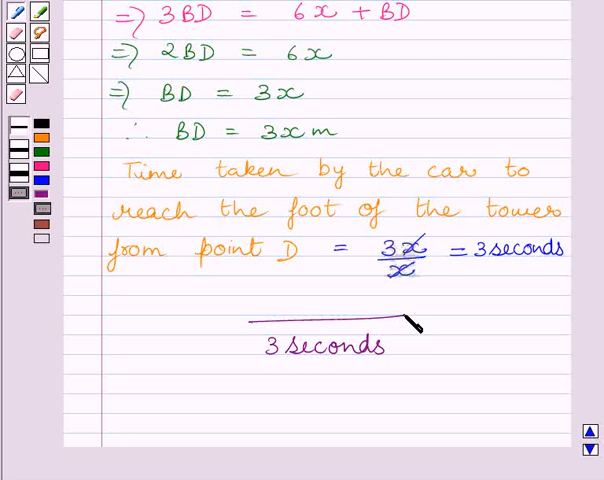 ⇒ 3BD = 6x + BD
⇒ 2BD = 6x
⇒ BD = 3x
∴ BD = 3x m
Time taken by the car to
reach the foot of the tower
from point D = 3x/x = 3 seconds
3 seconds